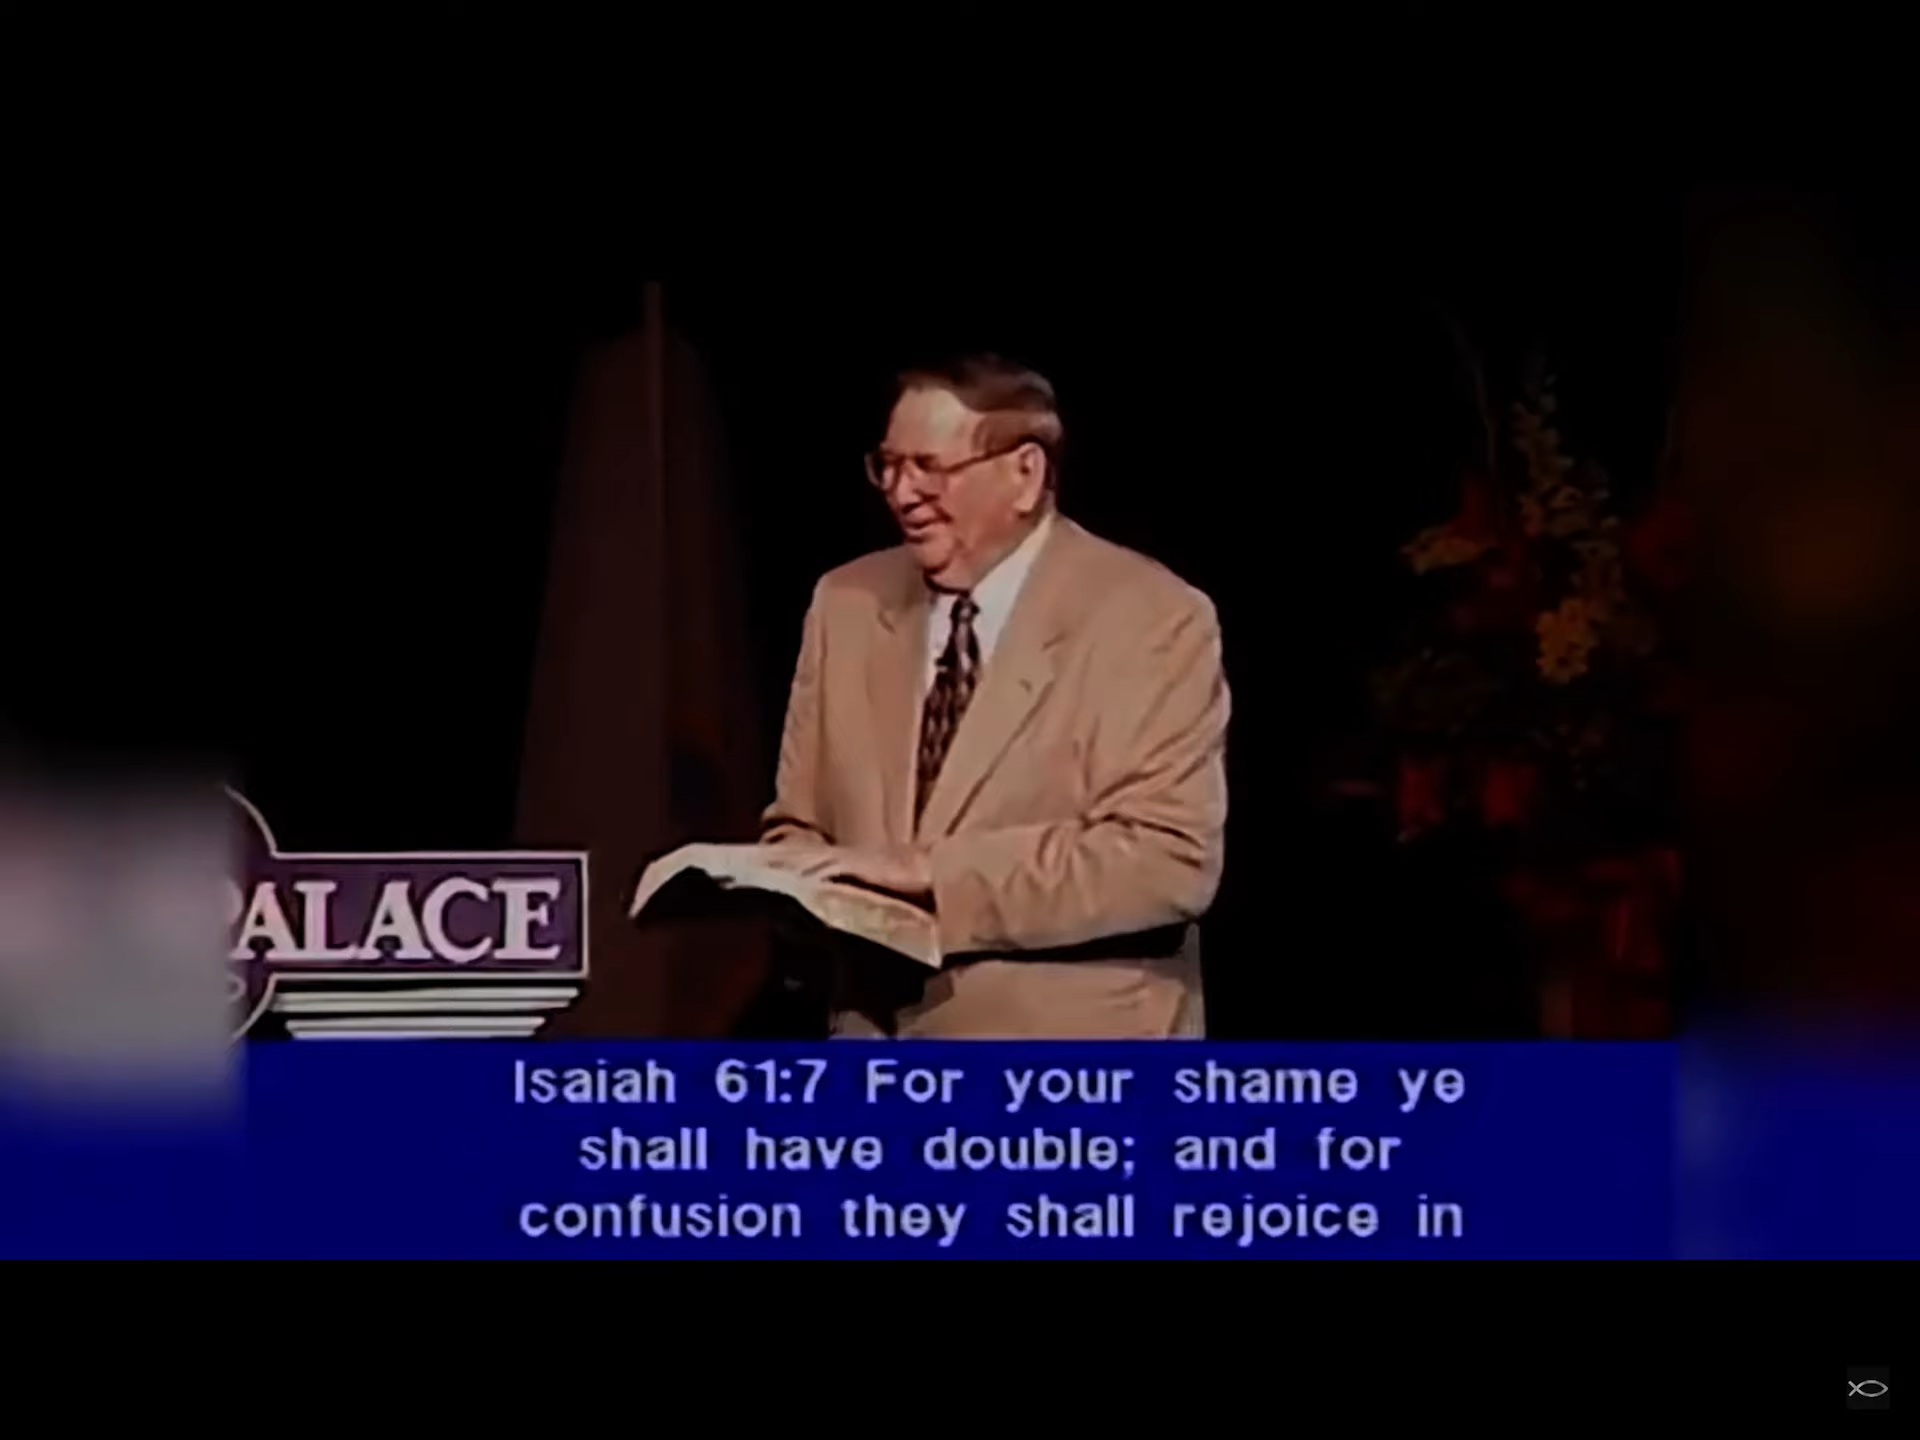 PALACE
Isaiah 61:7 For your shame ye
shall have double; and for
confusion they shall rejoice in